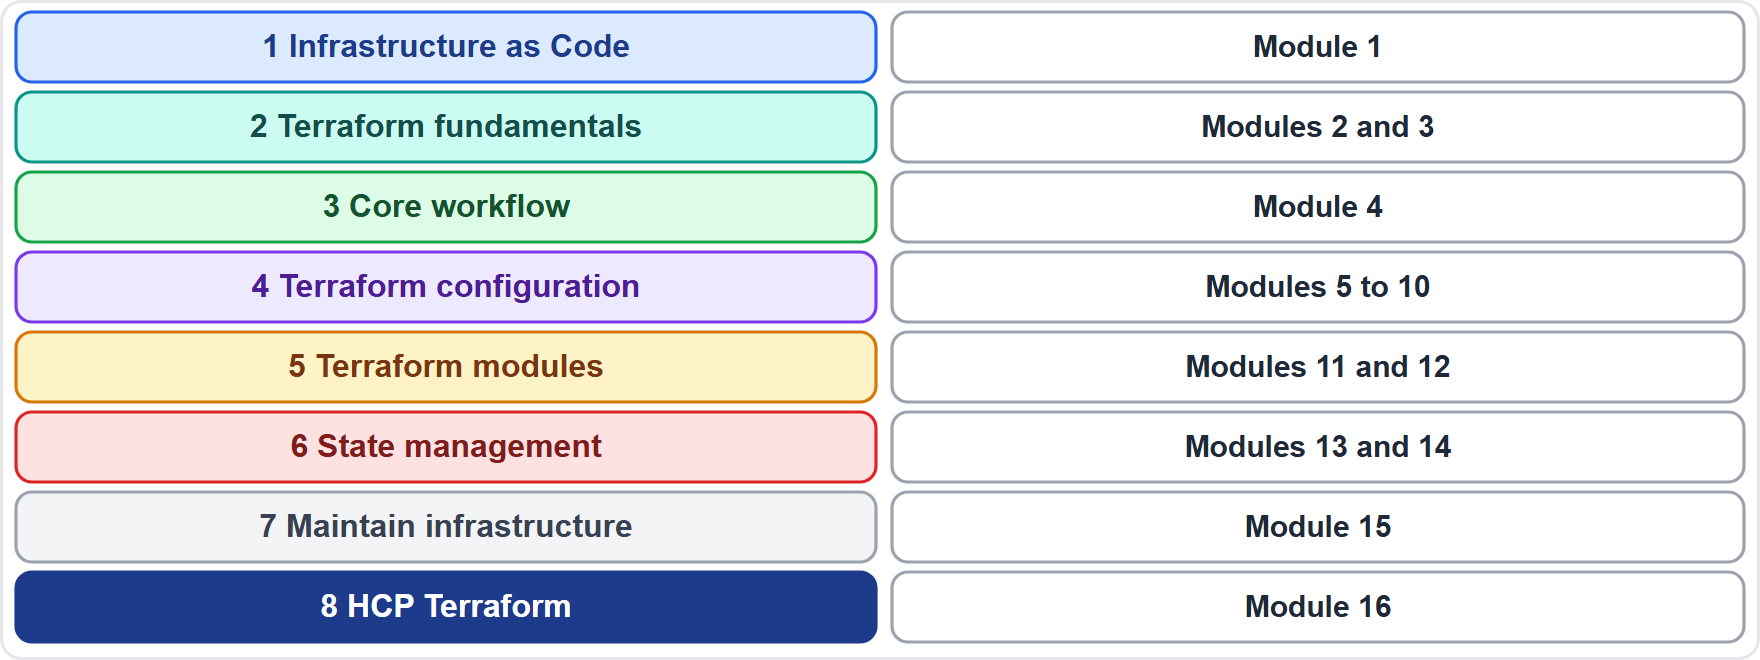 1 Infrastructure as Code
Module 1
2 Terraform fundamentals
Modules 2 and 3
3 Core workflow
Module 4
4 Terraform configuration
Modules 5 to 10
5 Terraform modules
Modules 11 and 12
6 State management
Modules 13 and 14
7 Maintain infrastructure
Module 15
8 HCP Terraform
Module 16